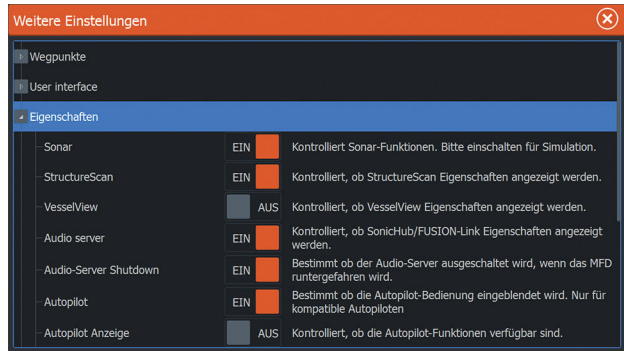 Weitere Einstellungen
Wegpunkte
User interface
Eigenschaften
Sonar EIN Kontrolliert Sonar-Funktionen. Bitte einschalten für Simulation.
StructureScan EIN Kontrolliert, ob StructureScan Eigenschaften angezeigt werden.
VesselView AUS Kontrolliert, ob VesselView Eigenschaften angezeigt werden.
Audio server EIN Kontrolliert, ob SonicHub/FUSION-Link Eigenschaften angezeigt
werden.
Audio-Server Shutdown EIN Bestimmt ob der Audio-Server ausgeschaltet wird, wenn das MFD
runtergefahren wird.
Autopilot EIN Bestimmt ob die Autopilot-Bedienung eingeblendet wird. Nur für
kompatible Autopiloten
Autopilot Anzeige AUS Kontrolliert, ob die Autopilot-Funktionen verfügbar sind.